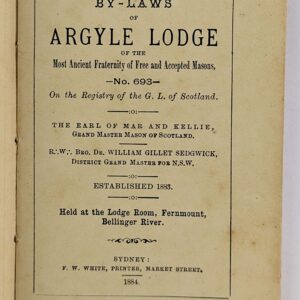 BY-LAWS
OF
ARGYLE LODGE
OF THE
Most Ancient Fraternity of Free and Accepted Masons,
—No. 693—
On the Registry of the G. L. of Scotland.
:o:
THE EARL OF MAR AND KELLIE,
GRAND MASTER MASON OF SCOTLAND.
R∴W∴ BRO. DR. WILLIAM GILLET SEDGWICK,
DISTRICT GRAND MASTER FOR N.S.W.
:o:
ESTABLISHED 1883.
:o:
Held at the Lodge Room, Fernmount,
Bellinger River.
SYDNEY:
F. W. WHITE, PRINTER, MARKET STREET,
1884.